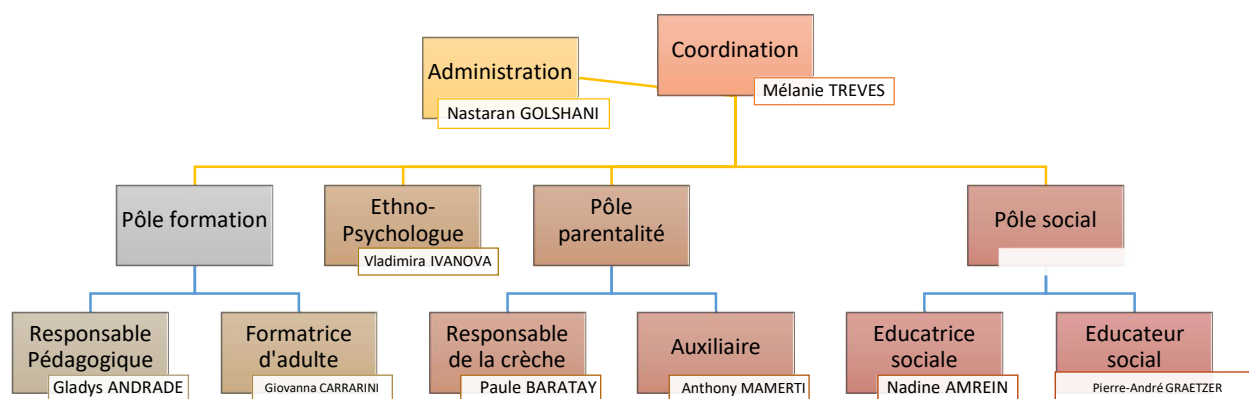 Coordination
Mélanie TREVES
Administration
Nastaran GOLSHANI
Pôle formation
Ethno-
Psychologue
Vladimira IVANOVA
Pôle
parentalité
Pôle social
Responsable
Pédagogique
Gladys ANDRADE
Formatrice
d'adulte
Giovanna CARRARINI
Responsable
de la crèche
Paule BARATAY
Auxiliaire
Anthony MAMERTI
Educatrice
sociale
Nadine AMREIN
Educateur
social
Pierre-André GRAETZER